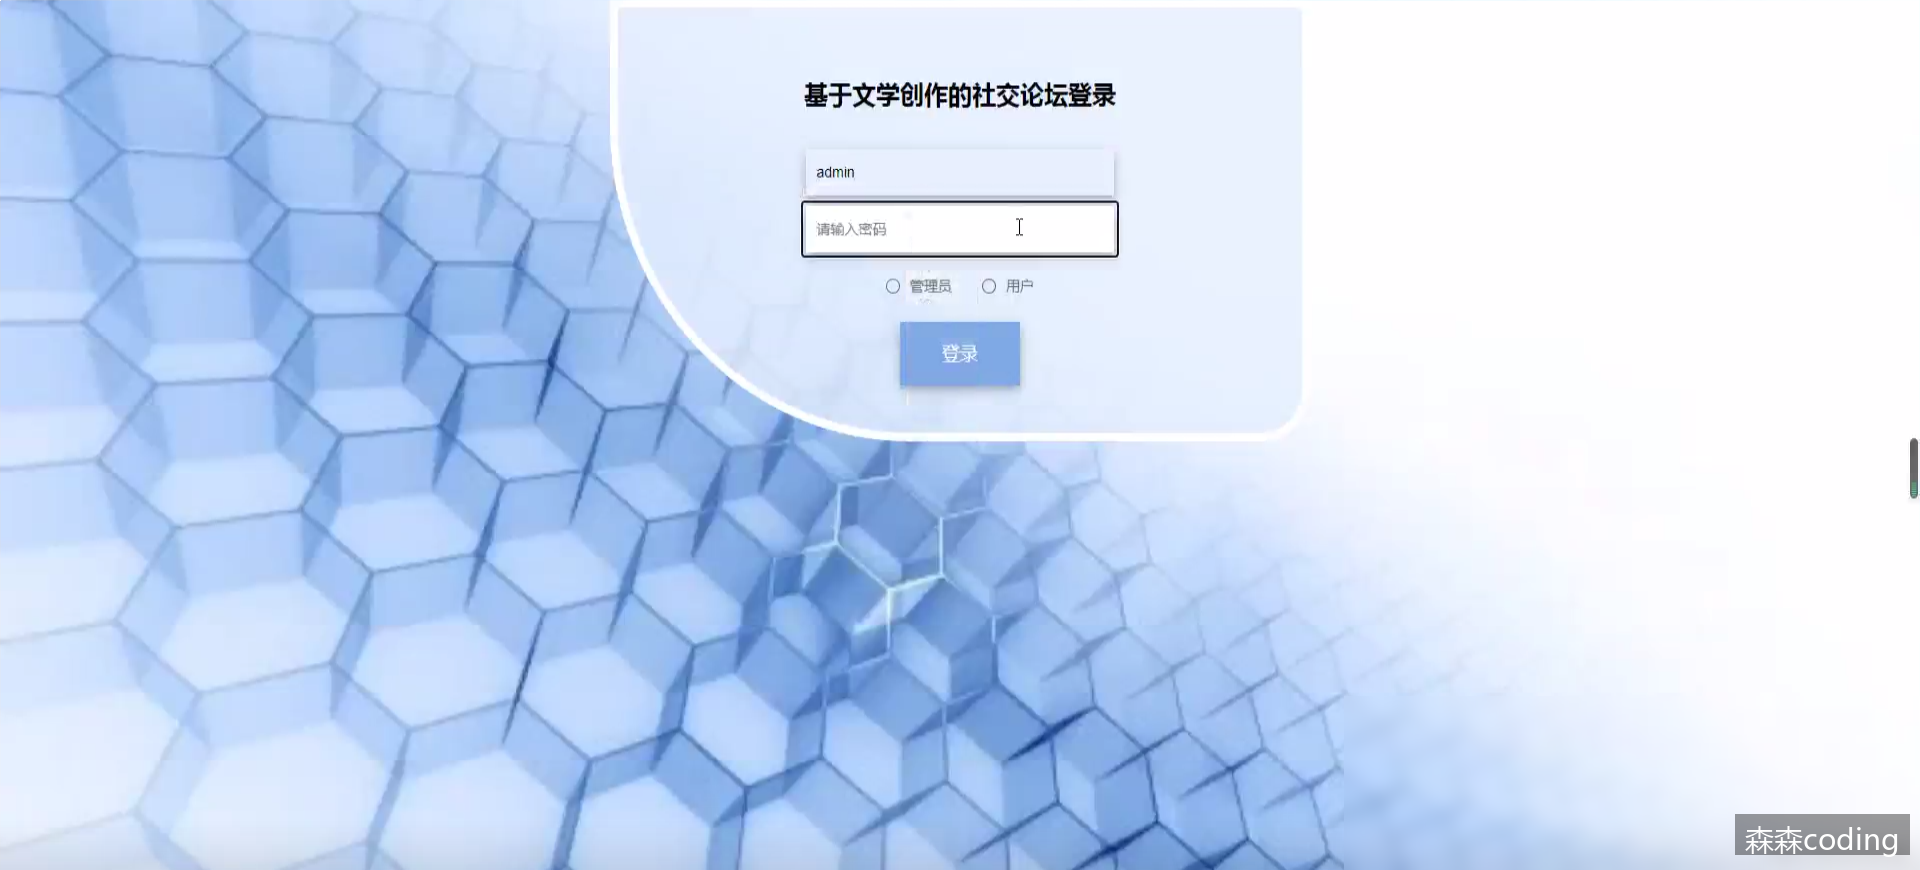 基于文学创作的社交论坛登录
admin
请输入密码
管理员 用户
登录
森森coding